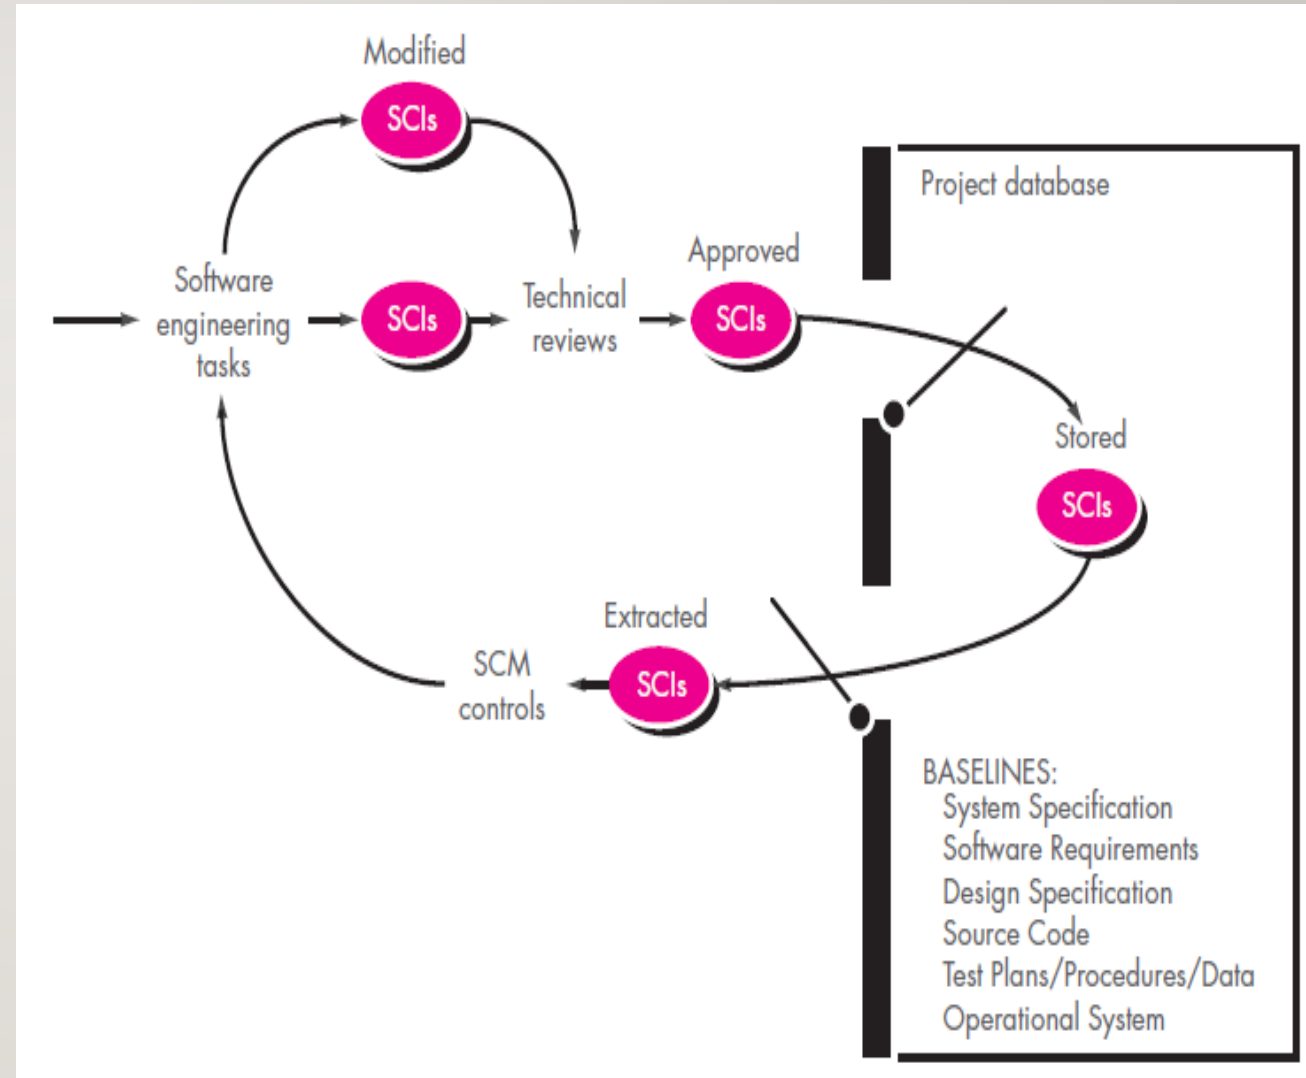 Modified
SCIs
Project database
Approved
Software
engineering
tasks
SCIs
Technical
reviews
SCIs
Stored
SCIs
Extracted
SCIs
SCM
controls
BASELINES:
System Specification
Software Requirements
Design Specification
Source Code
Test Plans/Procedures/Data
Operational System